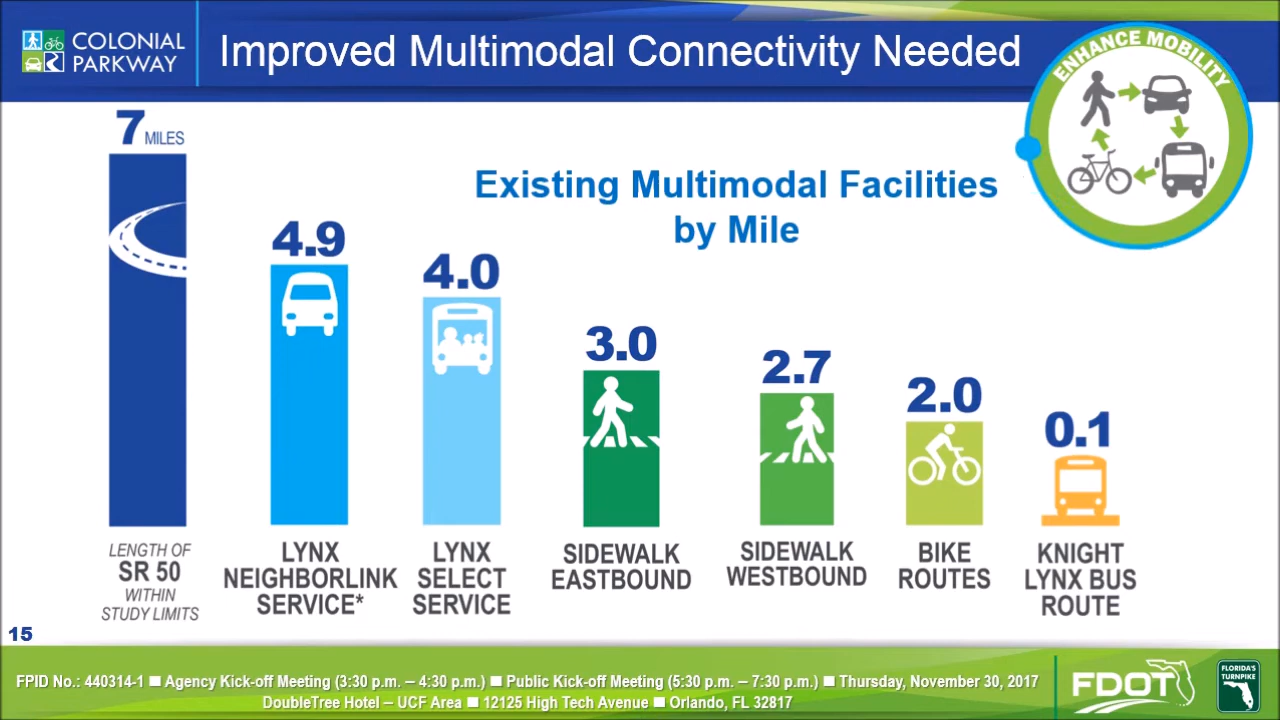 COLONIAL
PARKWAY
Improved Multimodal Connectivity Needed
ENHANCE MOBILITY
7 MILES
Existing Multimodal Facilities
by Mile
4.9
4.0
3.0
2.7
2.0
0.1
LENGTH OF
SR 50
WITHIN
STUDY LIMITS
LYNX
NEIGHBORLINK
SERVICE*
LYNX
SELECT
SERVICE
SIDEWALK
EASTBOUND
SIDEWALK
WESTBOUND
BIKE
ROUTES
KNIGHT
LYNX BUS
ROUTE
15
FPID No.: 440314-1 ■ Agency Kick-off Meeting (3:30 p.m. – 4:30 p.m.) ■ Public Kick-off Meeting (5:30 p.m. – 7:30 p.m.) ■ Thursday, November 30, 2017
DoubleTree Hotel – UCF Area ■ 12125 High Tech Avenue ■ Orlando, FL 32817
FDOT
FLORIDA'S
TURNPIKE